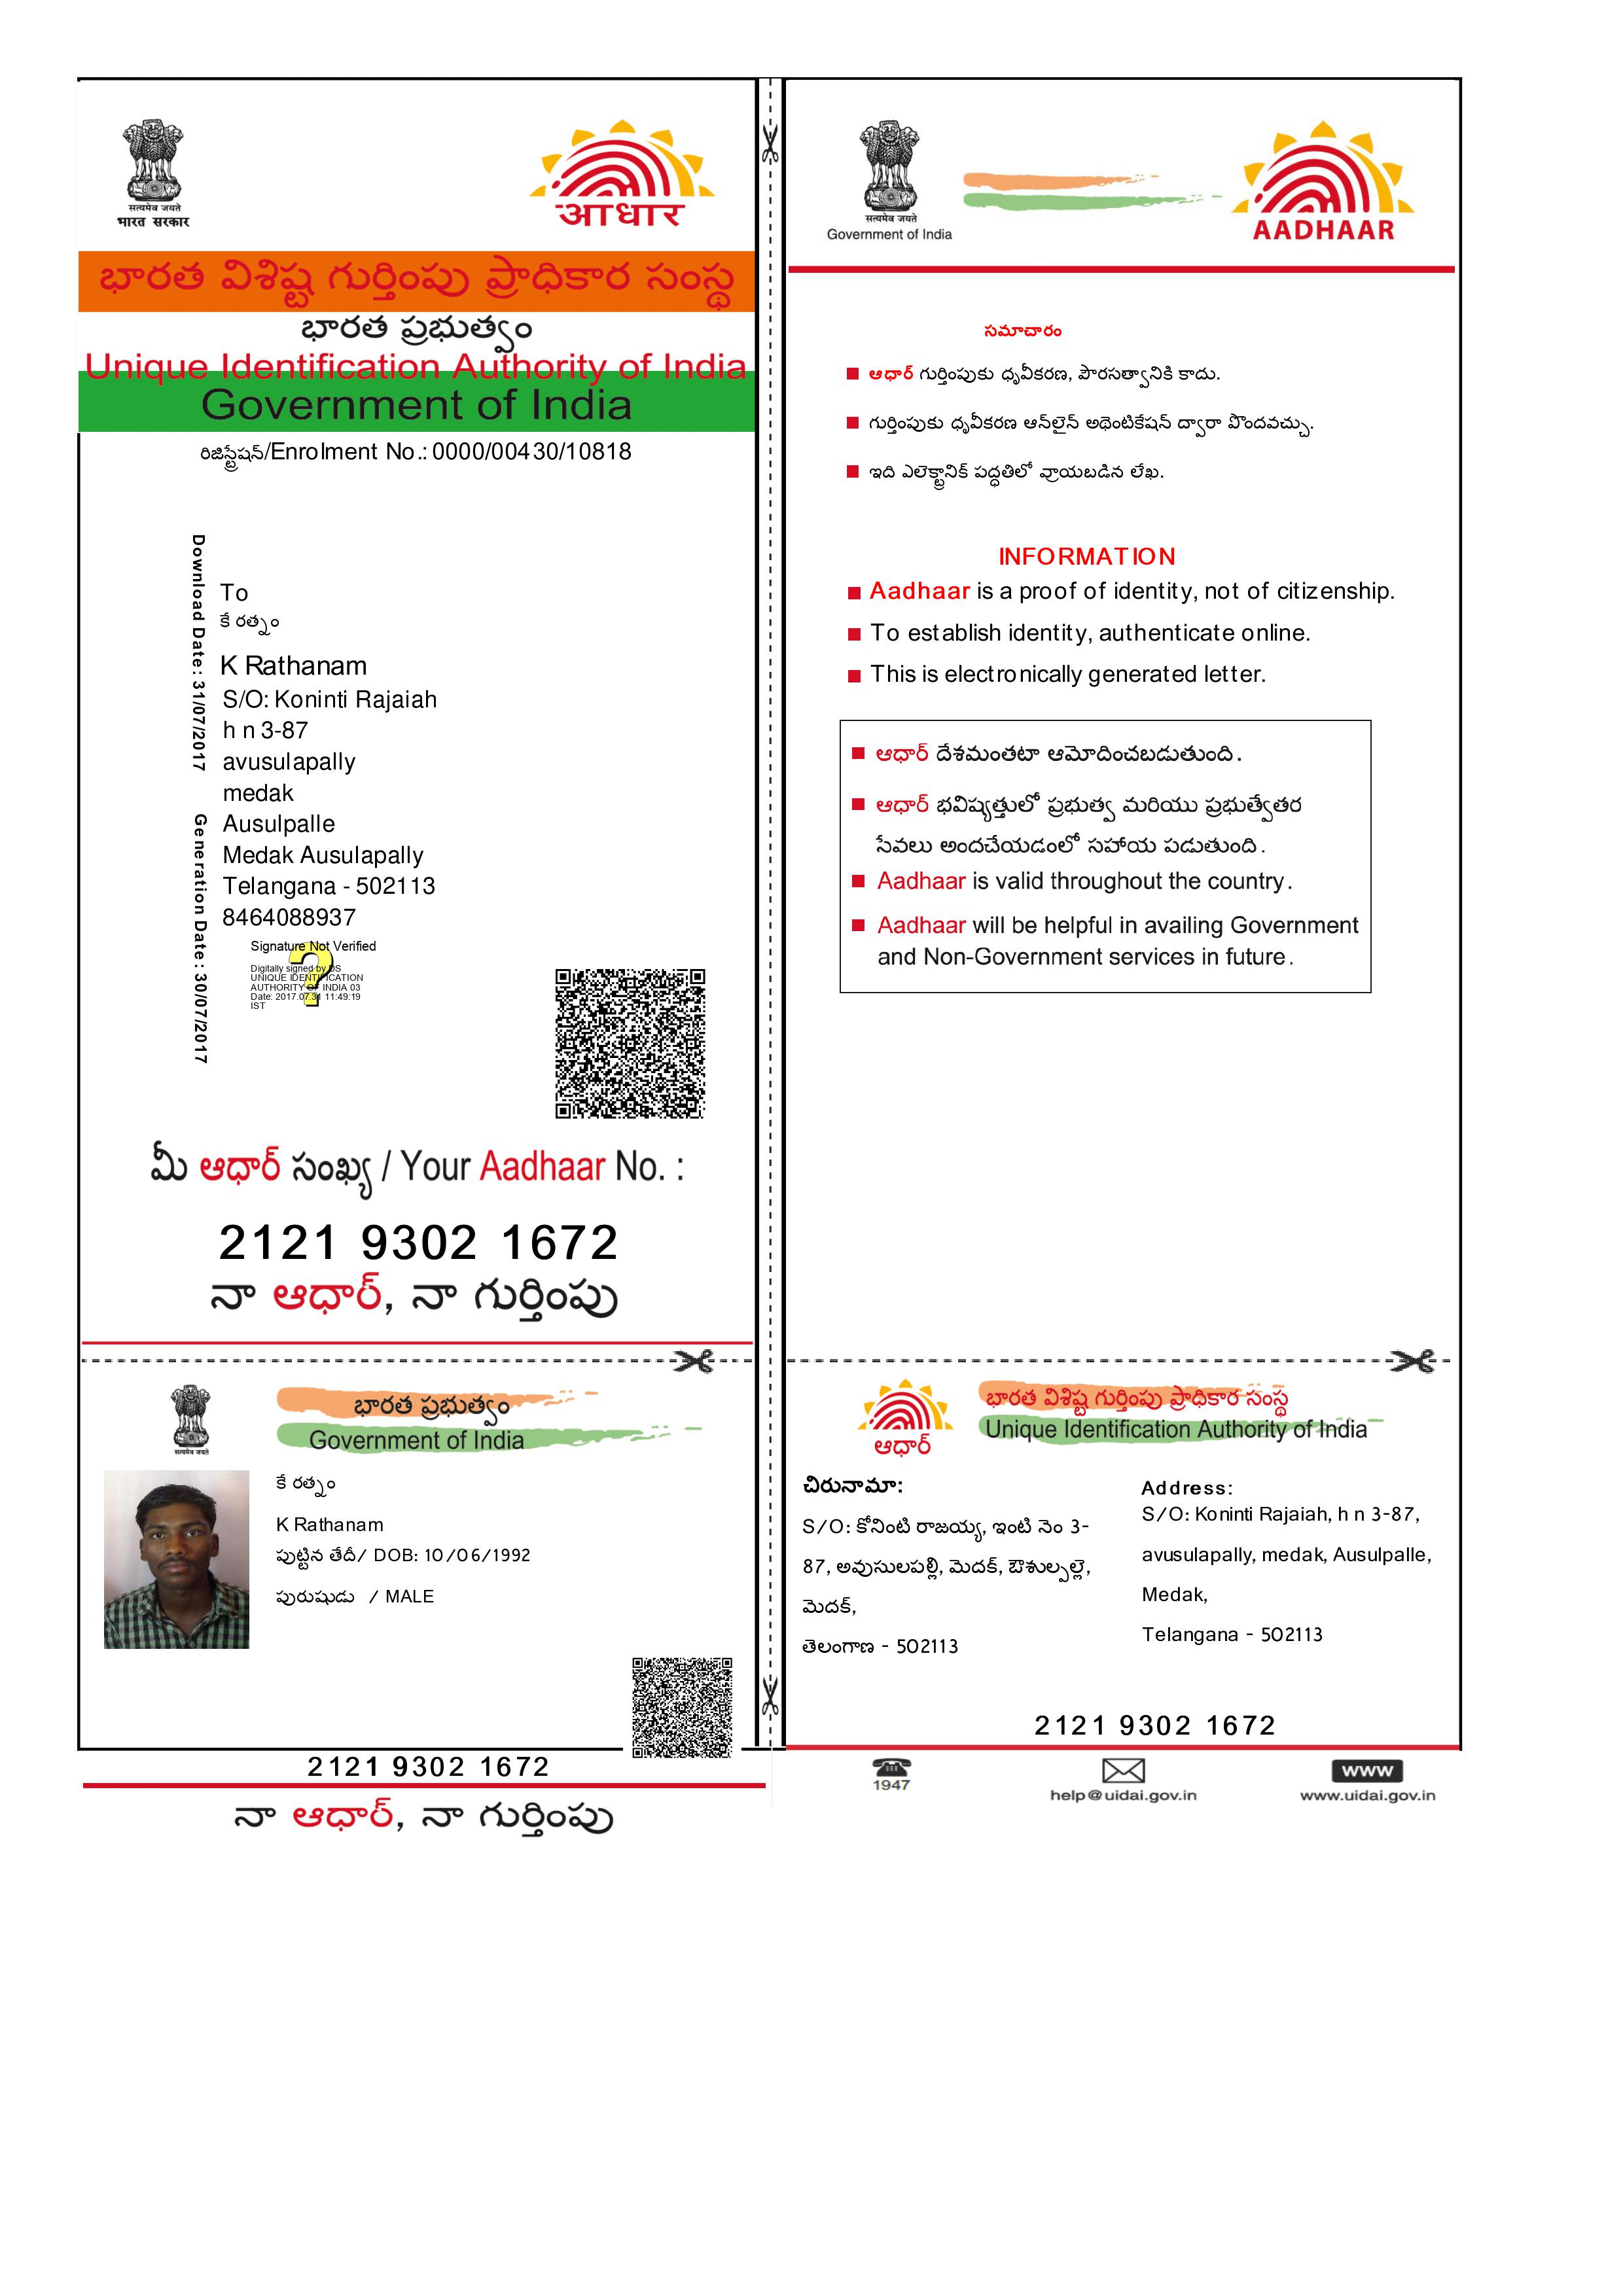 सत्यमेव जयते
भारत सरकार
आधार
భారత విశిష్ట గుర్తింపు ప్రాధికార సంస్థ
భారత ప్రభుత్వం
Unique Identification Authority of India
Government of India
రిజిస్ట్రేషన్/Enrolment No.: 0000/00430/10818
Download Date: 31/07/2017
Generation Date: 30/07/2017
To
కే రత్నం
K Rathanam
S/O: Koninti Rajaiah
h n 3-87
avusulapally
medak
Ausulpalle
Medak Ausulapally
Telangana - 502113
8464088937
Signature Not Verified
Digitally signed by DS
UNIQUE IDENTIFICATION
AUTHORITY OF INDIA 03
Date: 2017.07.31 11:49:19
IST
మీ ఆధార్ సంఖ్య / Your Aadhaar No. :
2121 9302 1672
నా ఆధార్, నా గుర్తింపు
सत्यमेव जयते
భారత ప్రభుత్వం
Government of India
కే రత్నం
K Rathanam
పుట్టిన తేదీ/ DOB: 10/06/1992
పురుషుడు / MALE
2121 9302 1672
నా ఆధార్, నా గుర్తింపు
सत्यमेव जयते
Government of India
AADHAAR
సమాచారం
ఆధార్ గుర్తింపుకు ధృవీకరణ, పౌరసత్వానికి కాదు.
గుర్తింపుకు ధృవీకరణ ఆన్‌లైన్ అథెంటికేషన్ ద్వారా పొందవచ్చు.
ఇది ఎలెక్ట్రానిక్ పద్ధతిలో వ్రాయబడిన లేఖ.
INFORMATION
Aadhaar is a proof of identity, not of citizenship.
To establish identity, authenticate online.
This is electronically generated letter.
ఆధార్ దేశమంతటా ఆమోదించబడుతుంది.
ఆధార్ భవిష్యత్తులో ప్రభుత్వ మరియు ప్రభుత్వేతర
సేవలు అందచేయడంలో సహాయ పడుతుంది.
Aadhaar is valid throughout the country.
Aadhaar will be helpful in availing Government
and Non-Government services in future.
ఆధార్
భారత విశిష్ట గుర్తింపు ప్రాధికార సంస్థ
Unique Identification Authority of India
చిరునామా:
S/O: కోనింటి రాజయ్య, ఇంటి నెం 3-
87, అవుసులపల్లి, మెదక్, ఔశుల్పల్లె,
మెదక్,
తెలంగాణ - 502113
Address:
S/O: Koninti Rajaiah, h n 3-87,
avusulapally, medak, Ausulpalle,
Medak,
Telangana - 502113
2121 9302 1672
1947
help@uidai.gov.in
WWW
www.uidai.gov.in